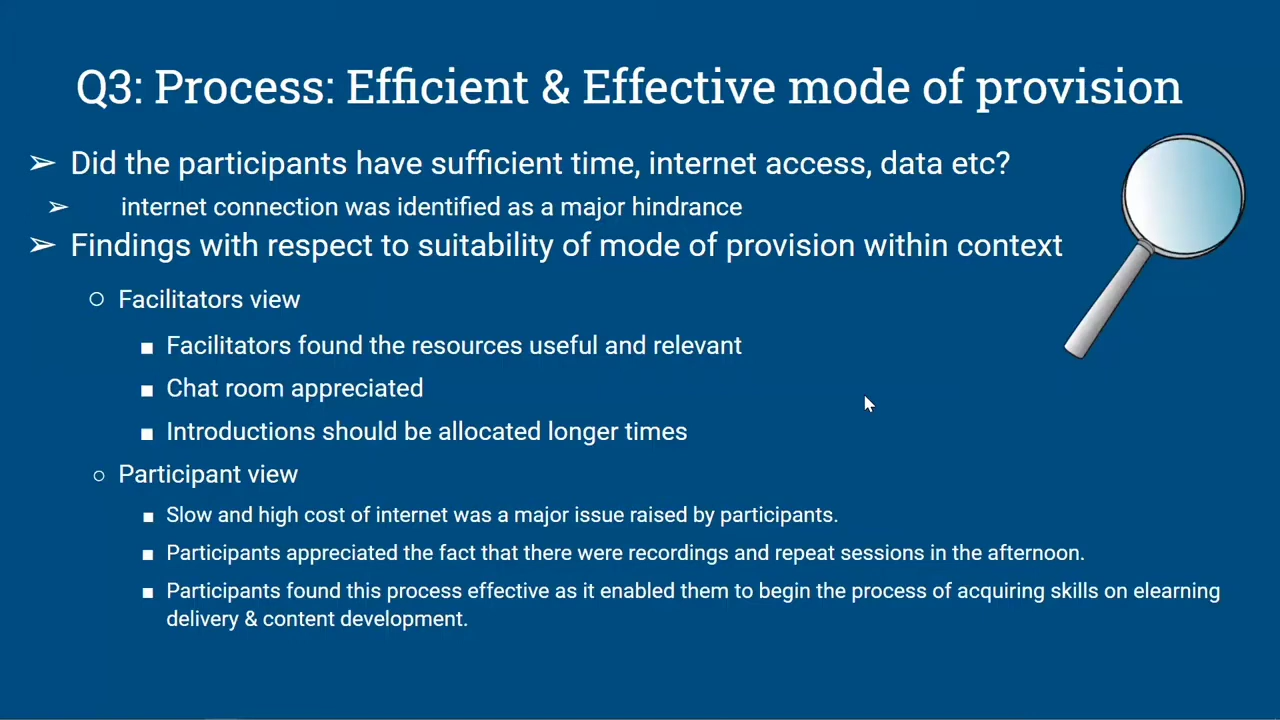 Q3: Process: Efficient & Effective mode of provision
➢ Did the participants have sufficient time, internet access, data etc?
➢ internet connection was identified as a major hindrance
➢ Findings with respect to suitability of mode of provision within context
○ Facilitators view
■ Facilitators found the resources useful and relevant
■ Chat room appreciated
■ Introductions should be allocated longer times
○ Participant view
■ Slow and high cost of internet was a major issue raised by participants.
■ Participants appreciated the fact that there were recordings and repeat sessions in the afternoon.
■ Participants found this process effective as it enabled them to begin the process of acquiring skills on elearning
delivery & content development.